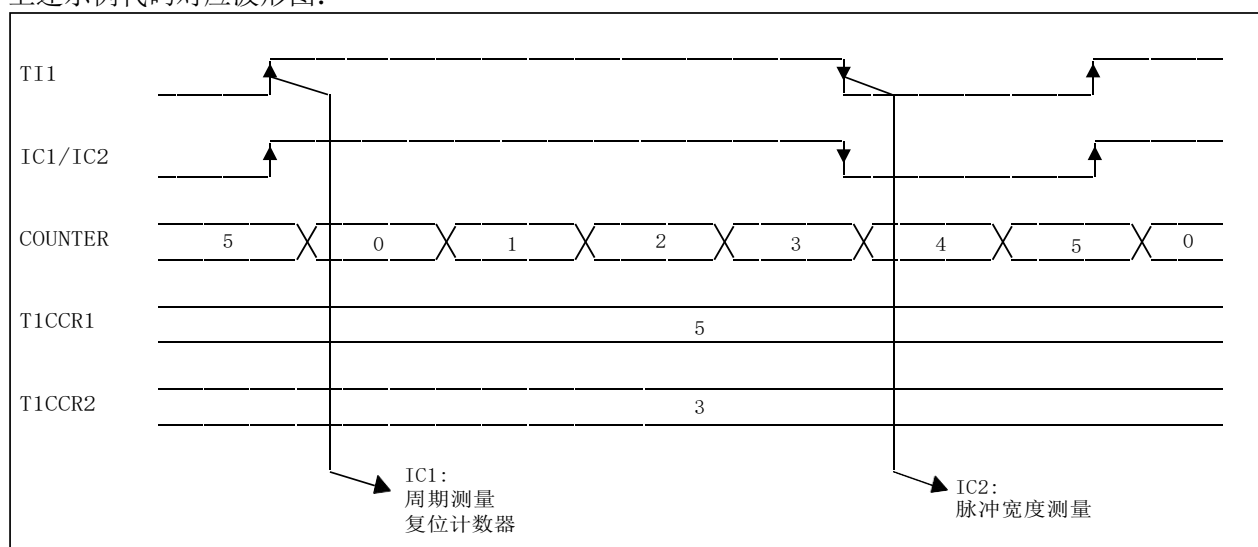 上述示例代码对应波形图:
TI1
IC1/IC2
COUNTER 5 0 1 2 3 4 5 0
T1CCR1 5
T1CCR2 3
IC1:
周期测量
复位计数器
IC2:
脉冲宽度测量